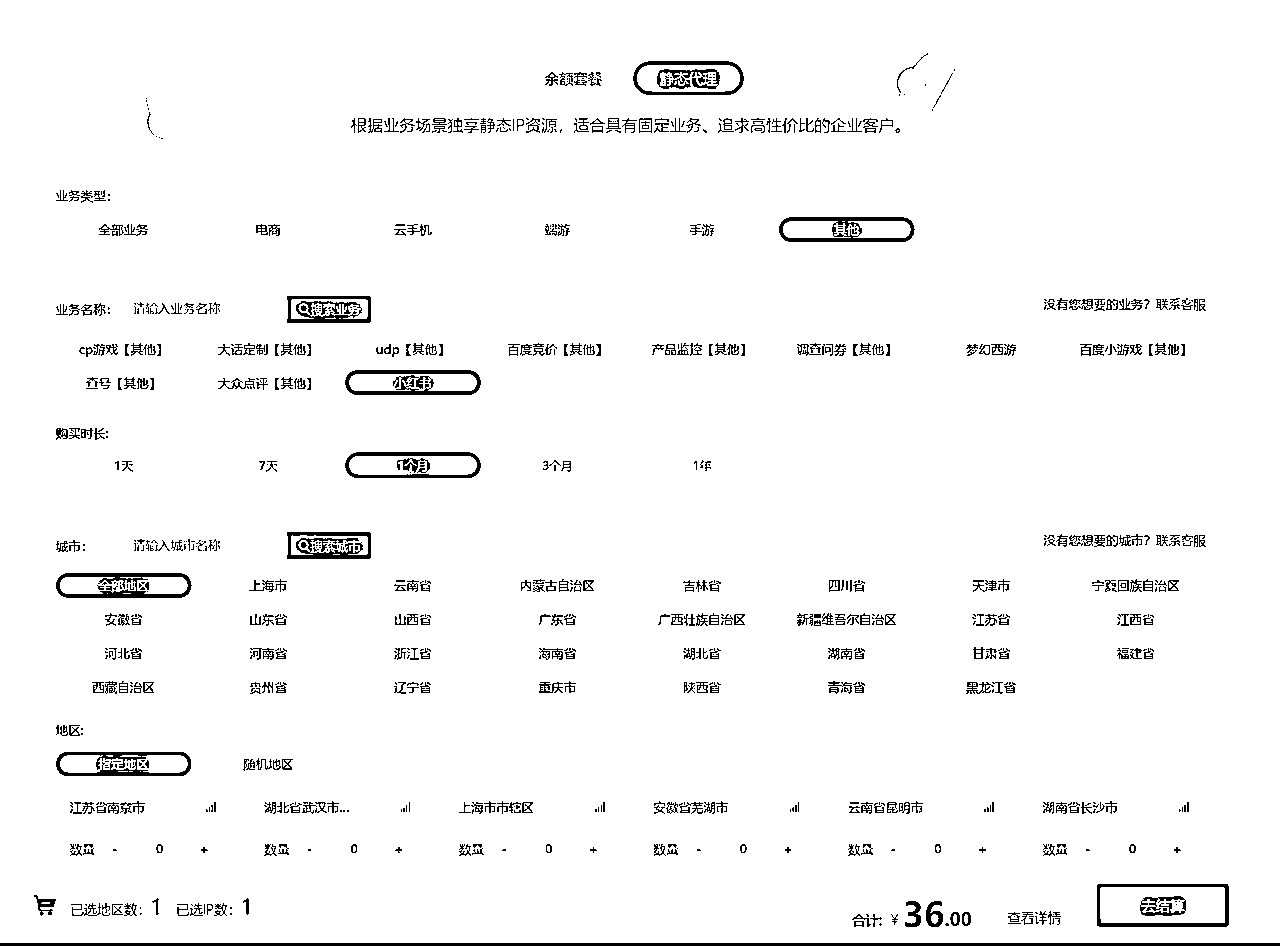 余额套餐 静态代理
根据业务场景独享静态IP资源，适合具有固定业务、追求高性价比的企业客户。
业务类型：
全部业务 电商 云手机 端游 手游 其他
业务名称： 请输入业务名称 搜索业务 没有您想要的业务？联系客服
cp游戏【其他】 大话定制【其他】 udp【其他】 百度竞价【其他】 产品监控【其他】 调查问券【其他】 梦幻西游 百度小游戏【其他】
查号【其他】 大众点评【其他】 小红书
购买时长:
1天 7天 1个月 3个月 1年
城市： 请输入城市名称 搜索城市 没有您想要的城市？联系客服
全部地区 上海市 云南省 内蒙古自治区 吉林省 四川省 天津市 宁夏回族自治区
安徽省 山东省 山西省 广东省 广西壮族自治区 新疆维吾尔自治区 江苏省 江西省
河北省 河南省 浙江省 海南省 湖北省 湖南省 甘肃省 福建省
西藏自治区 贵州省 辽宁省 重庆市 陕西省 青海省 黑龙江省
地区:
指定地区 随机地区
江苏省南京市 湖北省武汉市... 上海市市辖区 安徽省芜湖市 云南省昆明市 湖南省长沙市
数量 - 0 + 数量 - 0 + 数量 - 0 + 数量 - 0 + 数量 - 0 + 数量 - 0 +
已选地区数：1 已选IP数：1 合计: ¥36.00 查看详情 去结算